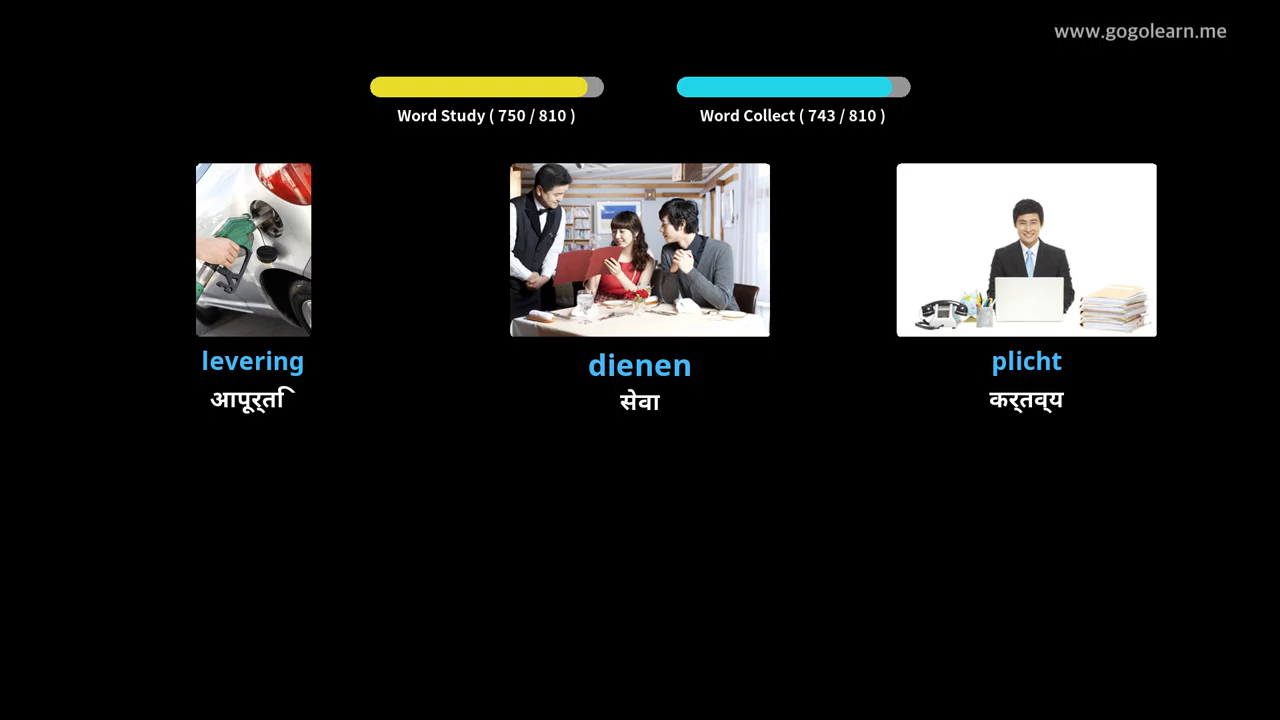 www.gogolearn.me
Word Study ( 750 / 810 )
Word Collect ( 743 / 810 )
levering
dienen
plicht
आपूर्ति
सेवा
कर्तव्य